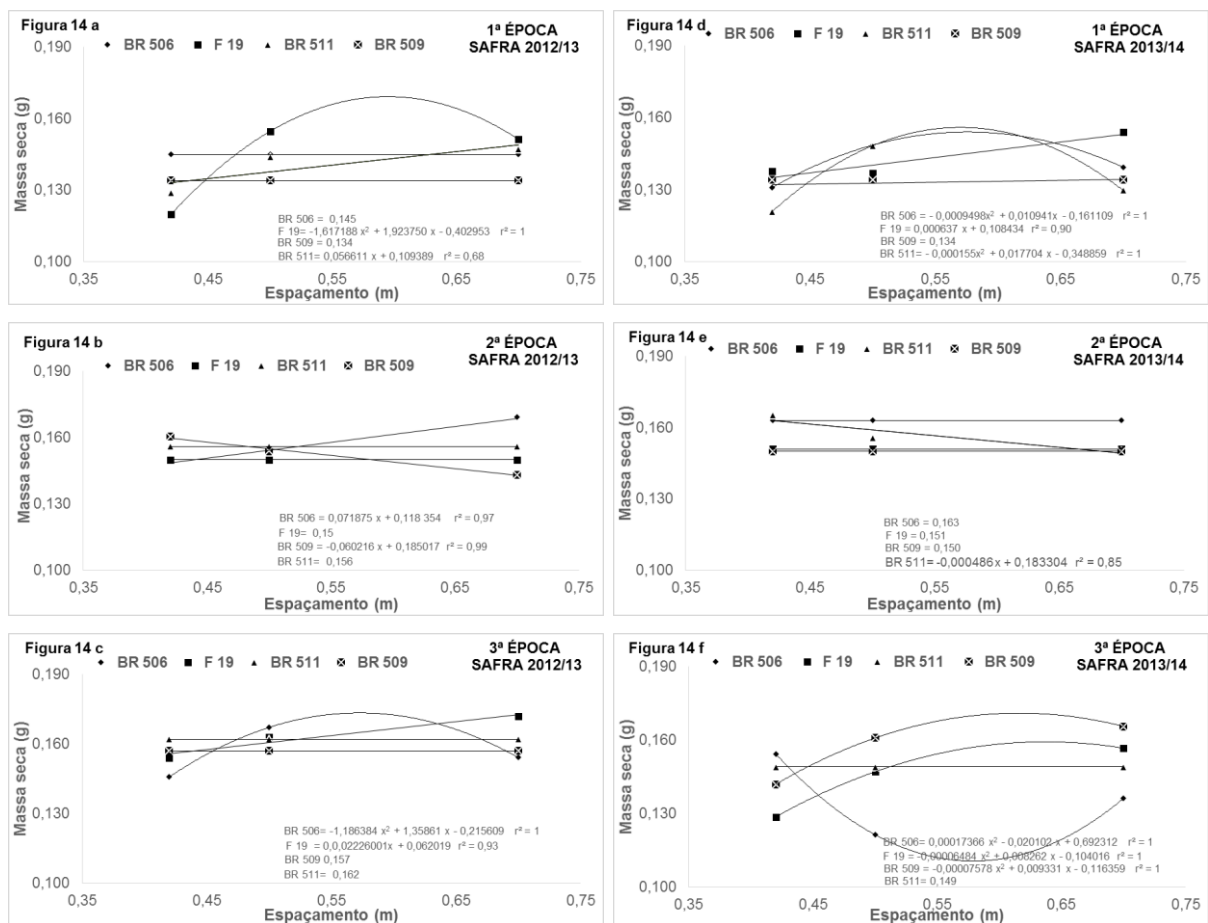 Figura 14 a
1ª ÉPOCA
SAFRA 2012/13
BR 506 F 19 BR 511 BR 509
Massa seca (g)
0,190
0,160
0,130
0,100
BR 506 = 0,145
F 19= -1,617188 x² + 1,923750 x - 0,402953 r² = 1
BR 509 = 0,134
BR 511= 0,056611 x + 0,109389 r² = 0,68
0,35 0,45 0,55 0,65 0,75
Espaçamento (m)
Figura 14 d
1ª ÉPOCA
SAFRA 2013/14
BR 506 F 19 BR 511 BR 509
Massa seca (g)
0,190
0,160
0,130
0,100
BR 506 = - 0,0009498x² + 0,010941x - 0,161109 r² = 1
F 19 = 0,000637 x + 0,108434 r² = 0,90
BR 509 = 0,134
BR 511= - 0,000155x² + 0,017704 x - 0,348859 r² = 1
0,35 0,45 0,55 0,65 0,75
Espaçamento (m)
Figura 14 b
2ª ÉPOCA
SAFRA 2012/13
BR 506 F 19 BR 511 BR 509
Massa seca (g)
0,190
0,160
0,130
0,100
BR 506 = 0,071875 x + 0,118 354 r² = 0,97
F 19= 0,15
BR 509 = -0,060216 x + 0,185017 r² = 0,99
BR 511= 0,156
0,35 0,45 0,55 0,65 0,75
Espaçamento (m)
Figura 14 e
2ª ÉPOCA
SAFRA 2013/14
BR 506 F 19 BR 511 BR 509
Massa seca (g)
0,190
0,160
0,130
0,100
BR 506 = 0,163
F 19 = 0,151
BR 509 = 0,150
BR 511= -0,000486x + 0,183304 r² = 0,85
0,35 0,45 0,55 0,65 0,75
Espaçamento (m)
Figura 14 c
3ª ÉPOCA
SAFRA 2012/13
BR 506 F 19 BR 511 BR 509
Massa seca (g)
0,190
0,160
0,130
0,100
BR 506= -1,186384 x² + 1,35861 x - 0,215609 r² = 1
F 19 = 0,0,02226001x + 0,062019 r² = 0,93
BR 509 0,157
BR 511= 0,162
0,35 0,45 0,55 0,65 0,75
Espaçamento (m)
Figura 14 f
3ª ÉPOCA
SAFRA 2013/14
BR 506 F 19 BR 511 BR 509
Massa seca (g)
0,190
0,160
0,130
0,100
BR 506= 0,00017366 x² - 0,020102 x + 0,692312 r² = 1
F 19 = -0,00006484 x² + 0,008262 x - 0,104016 r² = 1
BR 509 = -0,00007578 x² + 0,009331 x - 0,116359 r² = 1
BR 511= 0,149
0,35 0,45 0,55 0,65 0,75
Espaçamento (m)